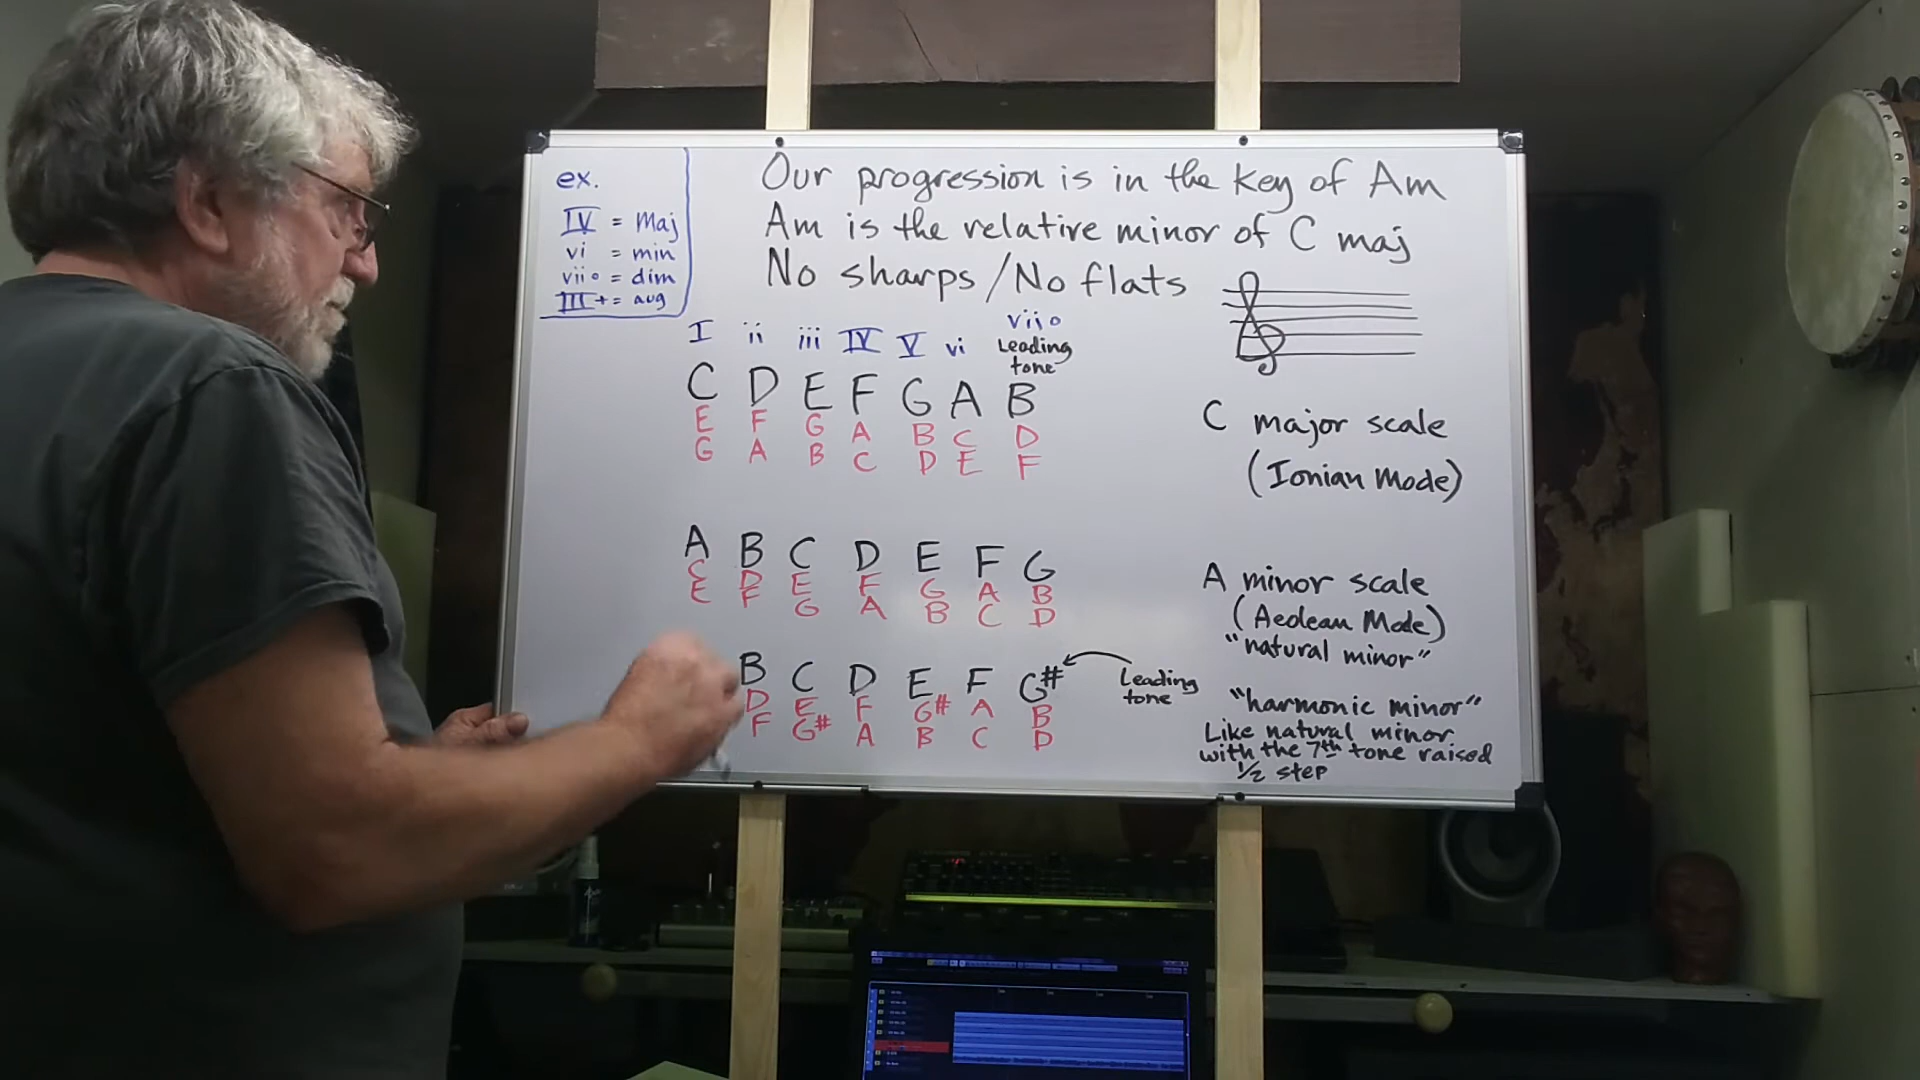 ex.
IV = Maj
vi = min
vii° = dim
III+ = aug
Our progression is in the key of Am
Am is the relative minor of C maj
No sharps/No flats
I ii iii IV V vi vii°
Leading
tone
C D E F G A B
E F G A B C D
G A B C D E F
C major scale
(Ionian Mode)
A B C D E F G
C D E F G A B
E F G A B C D
A minor scale
(Aeolean Mode)
"natural minor"
B C D E F G#
D E F G# A B
F G# A B C D
Leading
tone
"harmonic minor"
Like natural minor
with the 7th tone raised
1/2 step